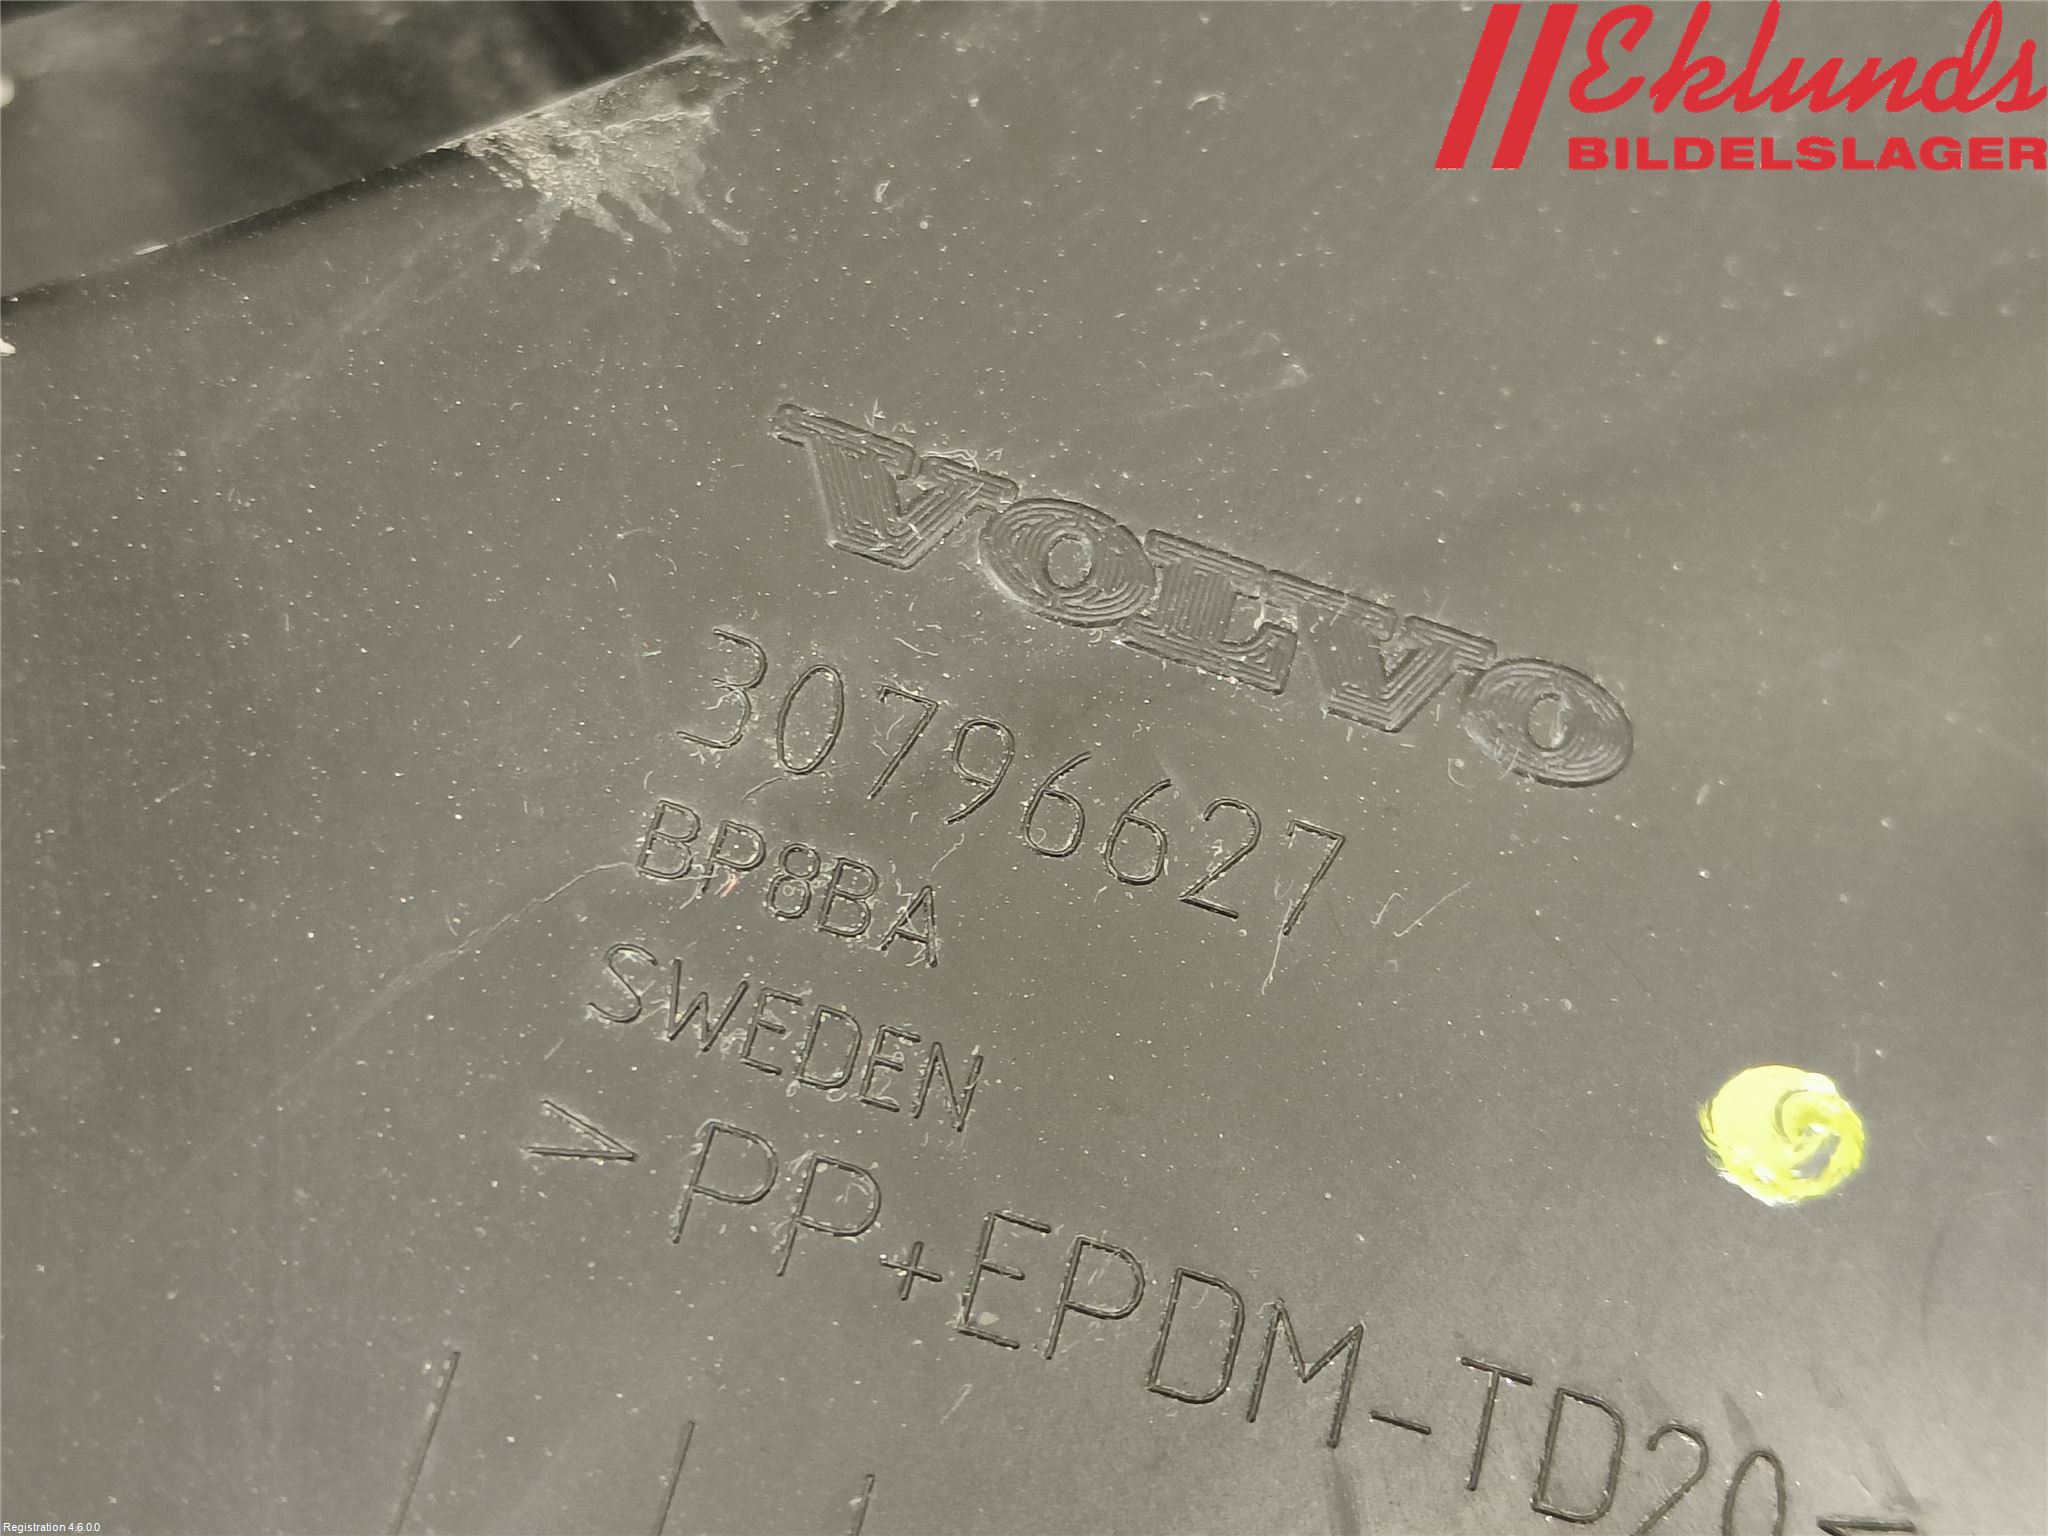 Eklunds
BILDELSLAGER
VOLVO
30796627
BP8BA
SWEDEN
>PP+EPDM-TD20<
Registration 4.6.0.0